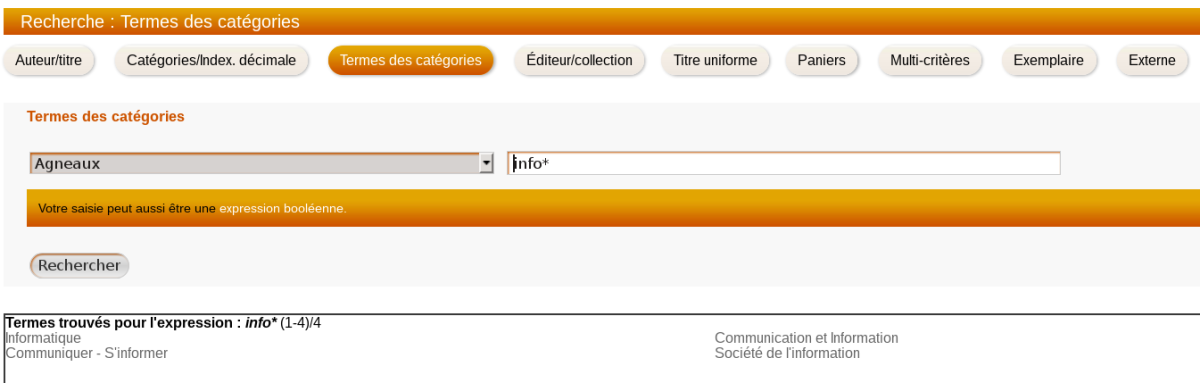 Recherche : Termes des catégories
Auteur/titre Catégories/Index. décimale Termes des catégories Éditeur/collection Titre uniforme Paniers Multi-critères Exemplaire Externe
Termes des catégories
Agneaux info*
Votre saisie peut aussi être une expression booléenne.
Rechercher
Termes trouvés pour l'expression : info* (1-4)/4
Informatique Communication et Information
Communiquer - S'informer Société de l'information